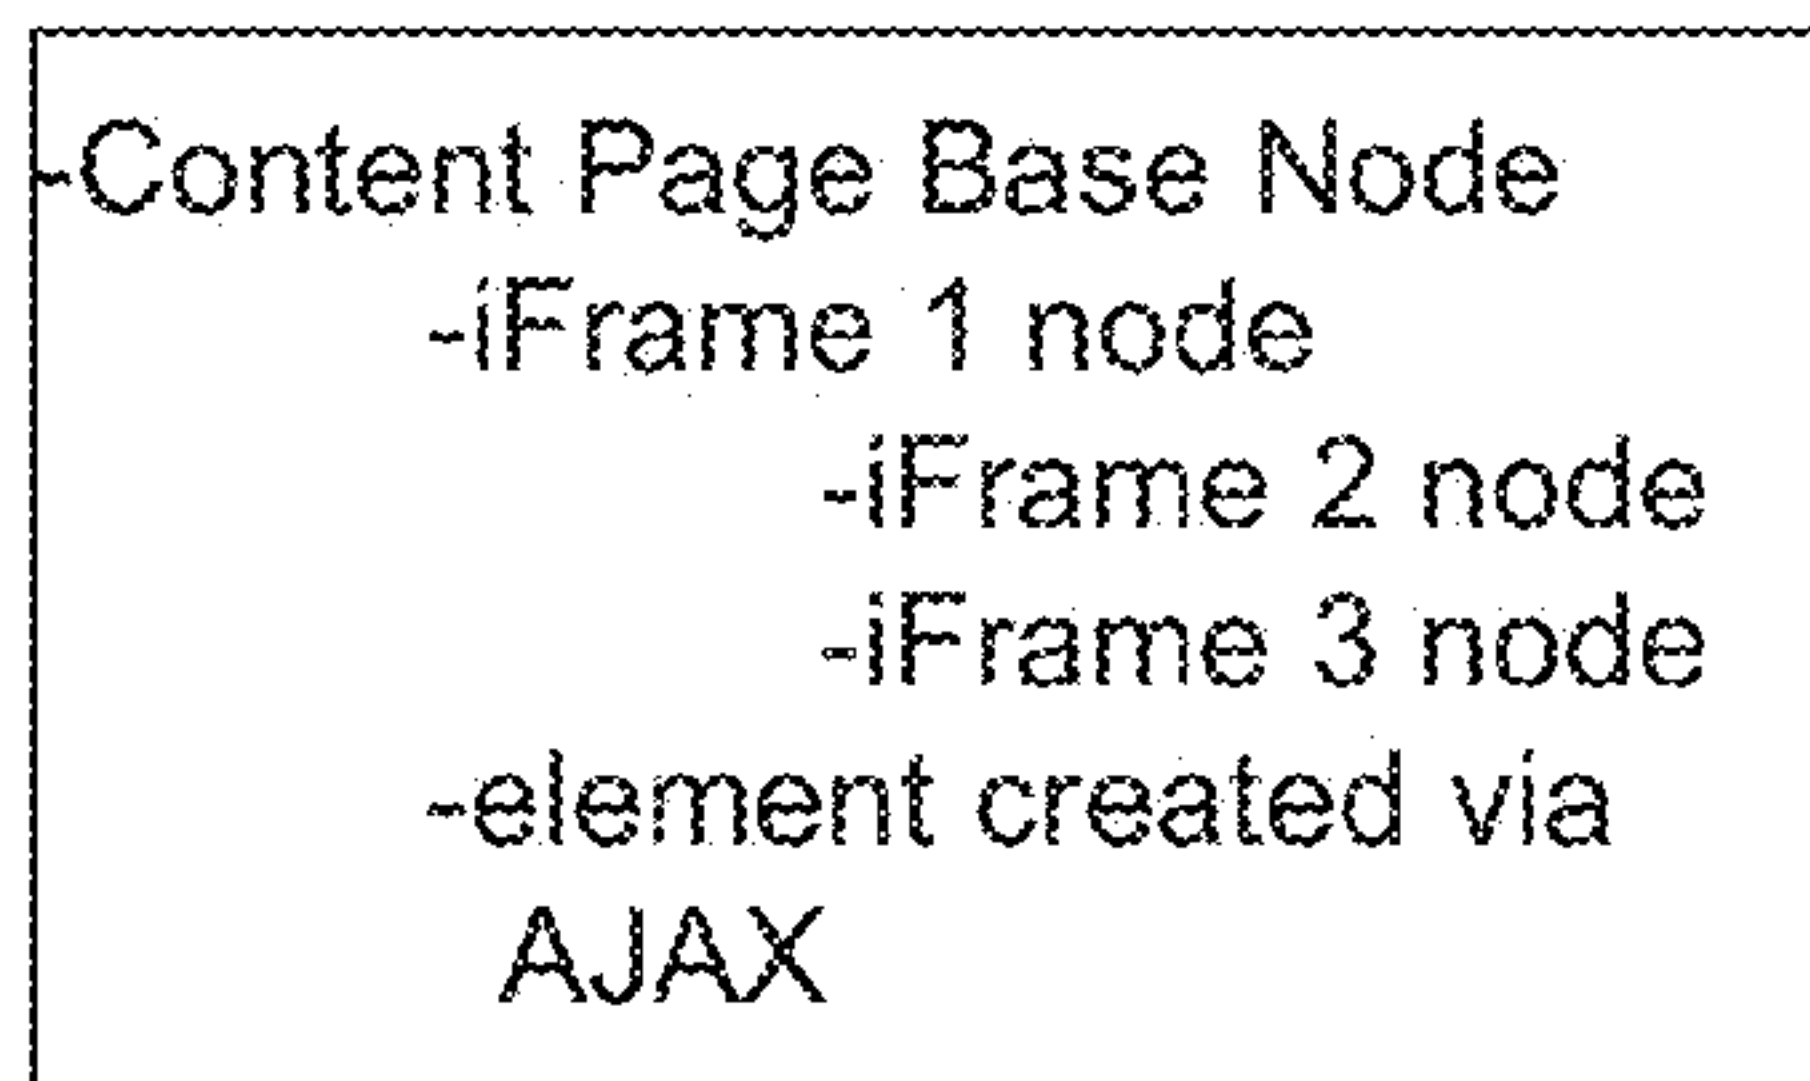 -Content Page Base Node
-iFrame 1 node
-iFrame 2 node
-iFrame 3 node
-element created via
AJAX